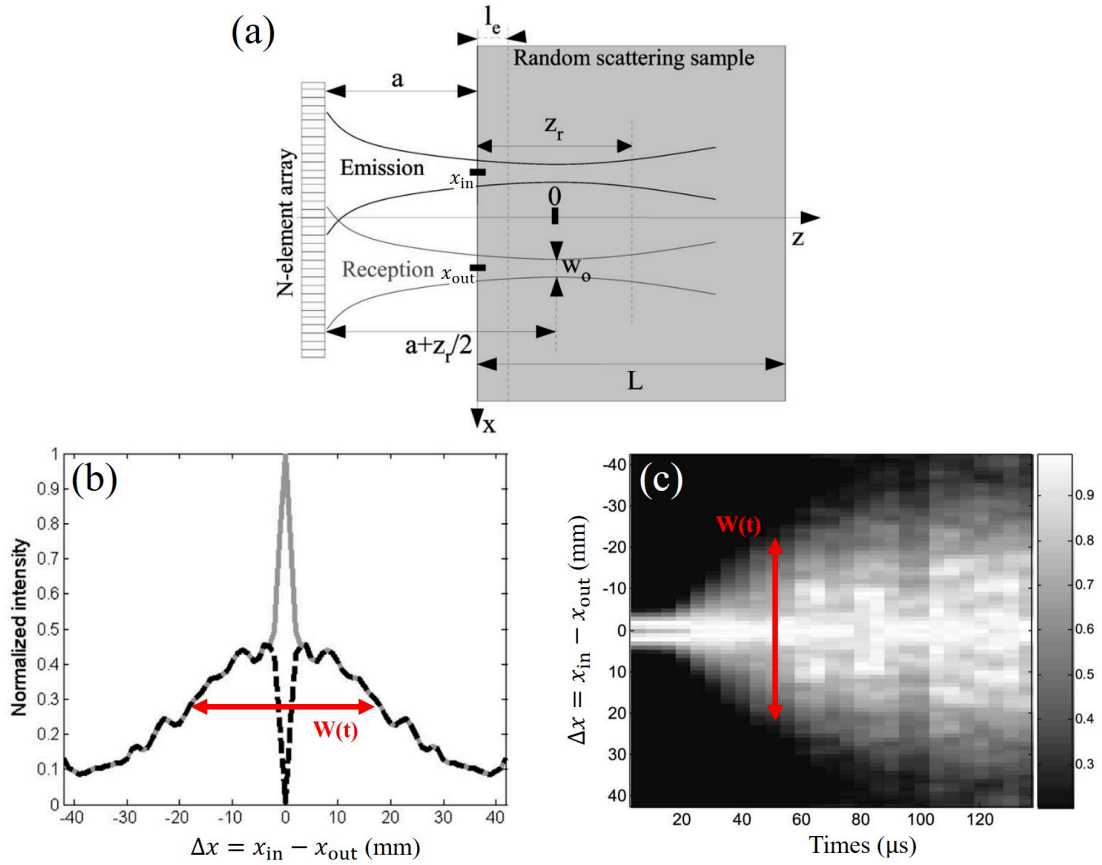 (a)
l_e
Random scattering sample
a
z_r
Emission
x_in
0
z
N-element array
Reception
x_out
w_o
a+z_r/2
L
x
(b)
1
0.9
0.8
0.7
0.6
0.5
0.4
0.3
0.2
0.1
0
Normalized intensity
W(t)
-40
-20
0
20
40
Δx = x_in − x_out (mm)
(c)
-40
-30
-20
-10
0
10
20
30
40
Δx = x_in − x_out (mm)
W(t)
20
40
60
80
100
120
Times (μs)
0.9
0.8
0.7
0.6
0.5
0.4
0.3